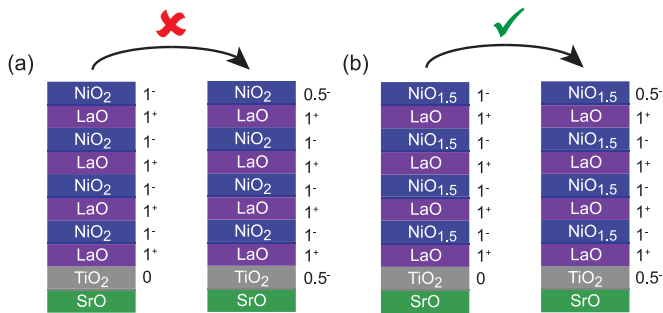 (a)
NiO₂ 1⁻ NiO₂ 0.5⁻
LaO 1⁺ LaO 1⁺
NiO₂ 1⁻ NiO₂ 1⁻
LaO 1⁺ LaO 1⁺
NiO₂ 1⁻ NiO₂ 1⁻
LaO 1⁺ LaO 1⁺
NiO₂ 1⁻ NiO₂ 1⁻
LaO 1⁺ LaO 1⁺
TiO₂ 0 TiO₂ 0.5⁻
SrO SrO
(b)
NiO₁.₅ 1⁻ NiO₁.₅ 0.5⁻
LaO 1⁺ LaO 1⁺
NiO₁.₅ 1⁻ NiO₁.₅ 1⁻
LaO 1⁺ LaO 1⁺
NiO₁.₅ 1⁻ NiO₁.₅ 1⁻
LaO 1⁺ LaO 1⁺
NiO₁.₅ 1⁻ NiO₁.₅ 1⁻
LaO 1⁺ LaO 1⁺
TiO₂ 0 TiO₂ 0.5⁻
SrO SrO